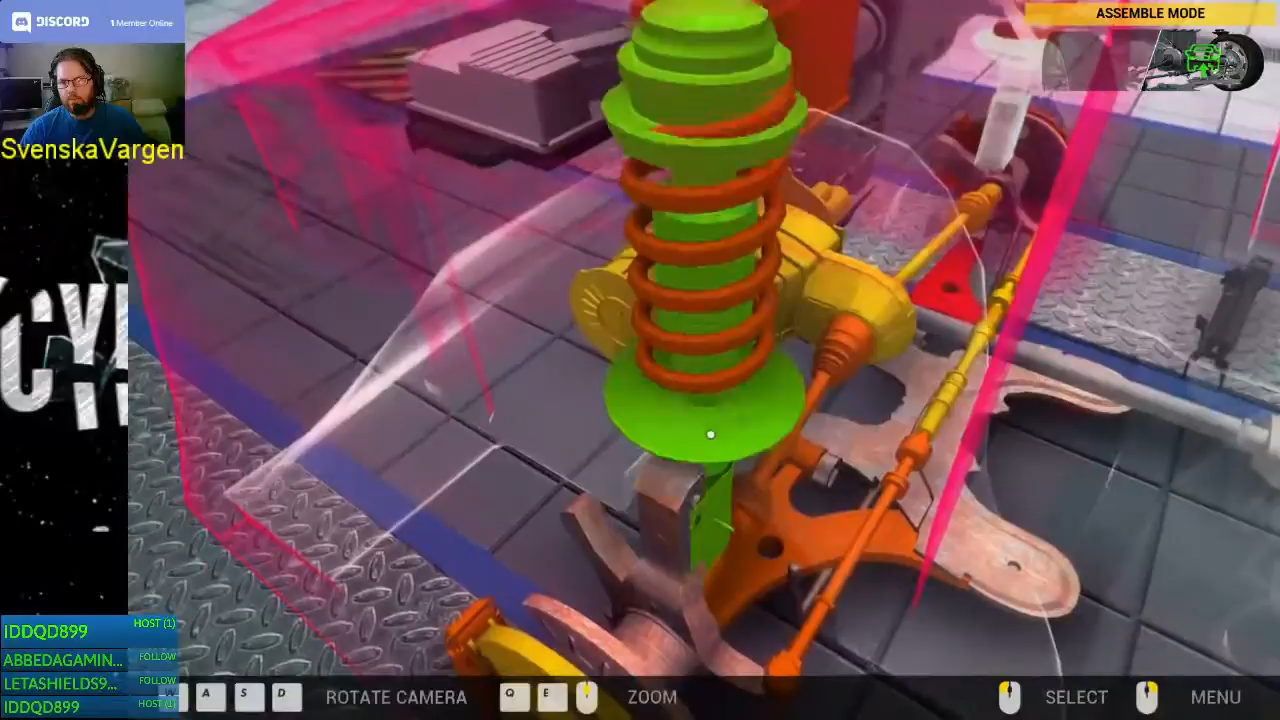 DISCORD
1 Member Online
ASSEMBLE MODE
SvenskaVargen
CY
IDDQD899
HOST (1)
ABBEDAGAMIN...
FOLLOW
LETASHIELDS9...
FOLLOW
IDDQD899
HOST (1)
W A S D ROTATE CAMERA Q E ZOOM SELECT MENU